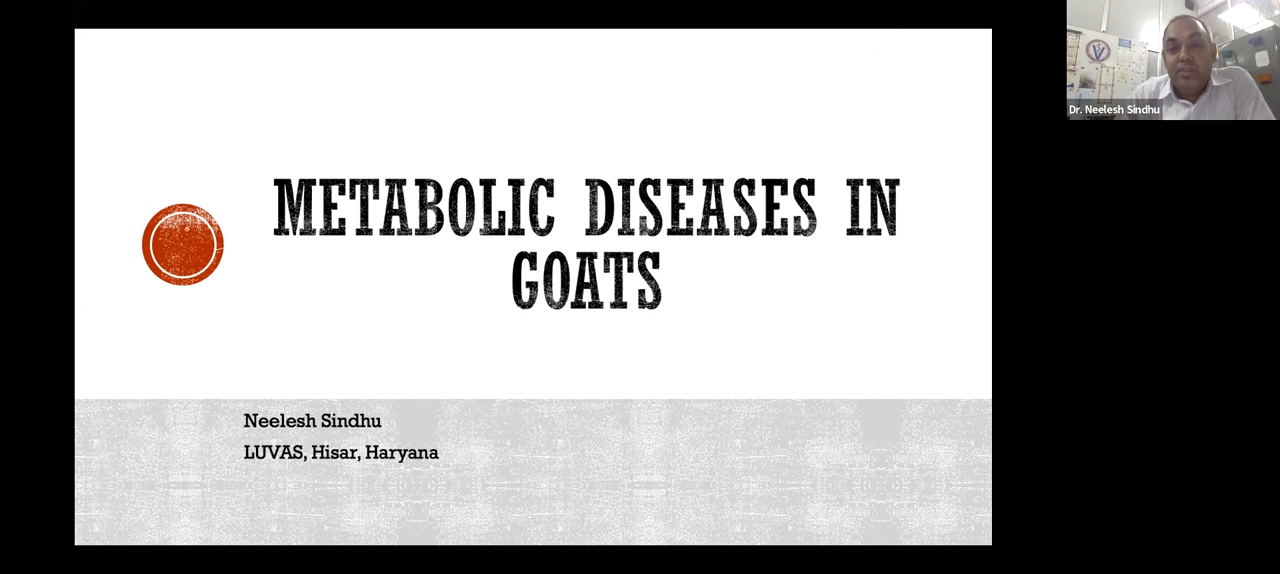 METABOLIC DISEASES IN
GOATS
Neelesh Sindhu
LUVAS, Hisar, Haryana
Dr. Neelesh Sindhu